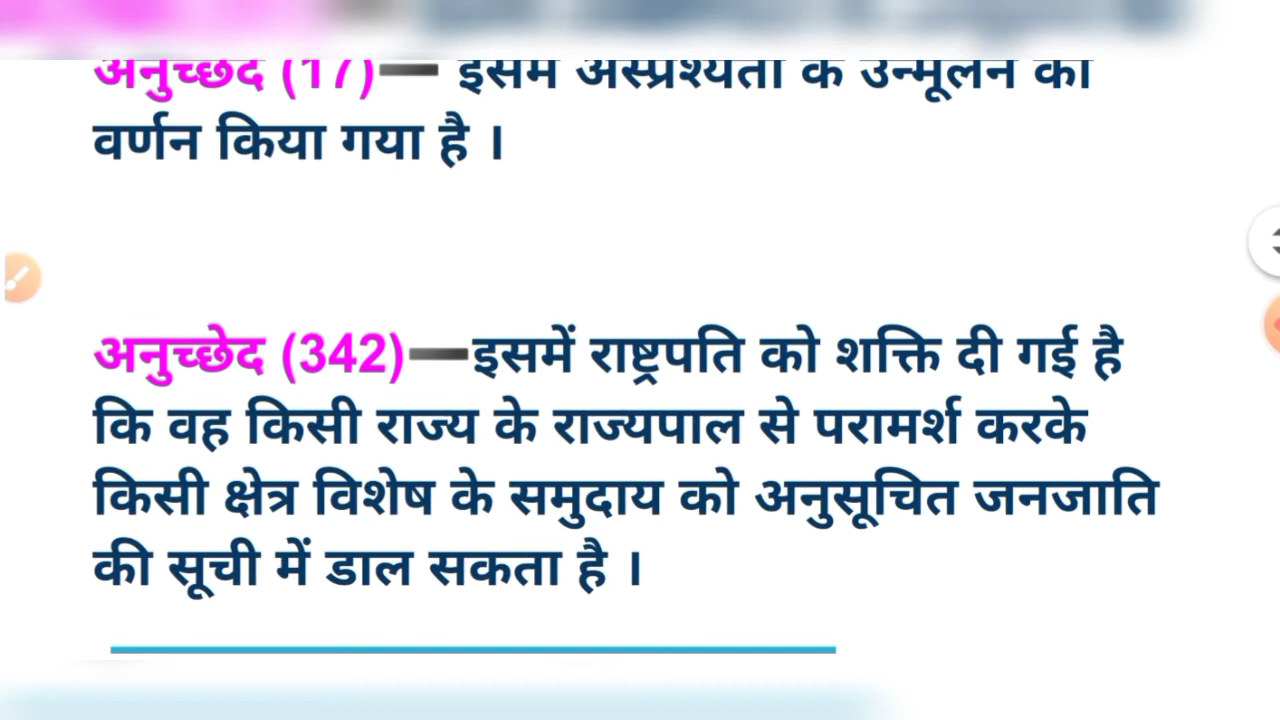 अनुच्छेद (17)— इसमें अस्प्रश्यता के उन्मूलन का
वर्णन किया गया है ।
अनुच्छेद (342)—इसमें राष्ट्रपति को शक्ति दी गई है
कि वह किसी राज्य के राज्यपाल से परामर्श करके
किसी क्षेत्र विशेष के समुदाय को अनुसूचित जनजाति
की सूची में डाल सकता है ।